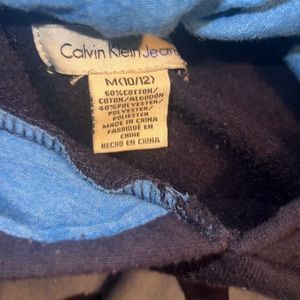 Calvin Klein Jeans
M(10/12)
60%COTTON/
COTON/ALGODON
40%POLYESTER/
POLYESTER/
POLIESTER
MADE IN CHINA
FABRIQUÉ EN
CHINE
HECHO EN CHINA